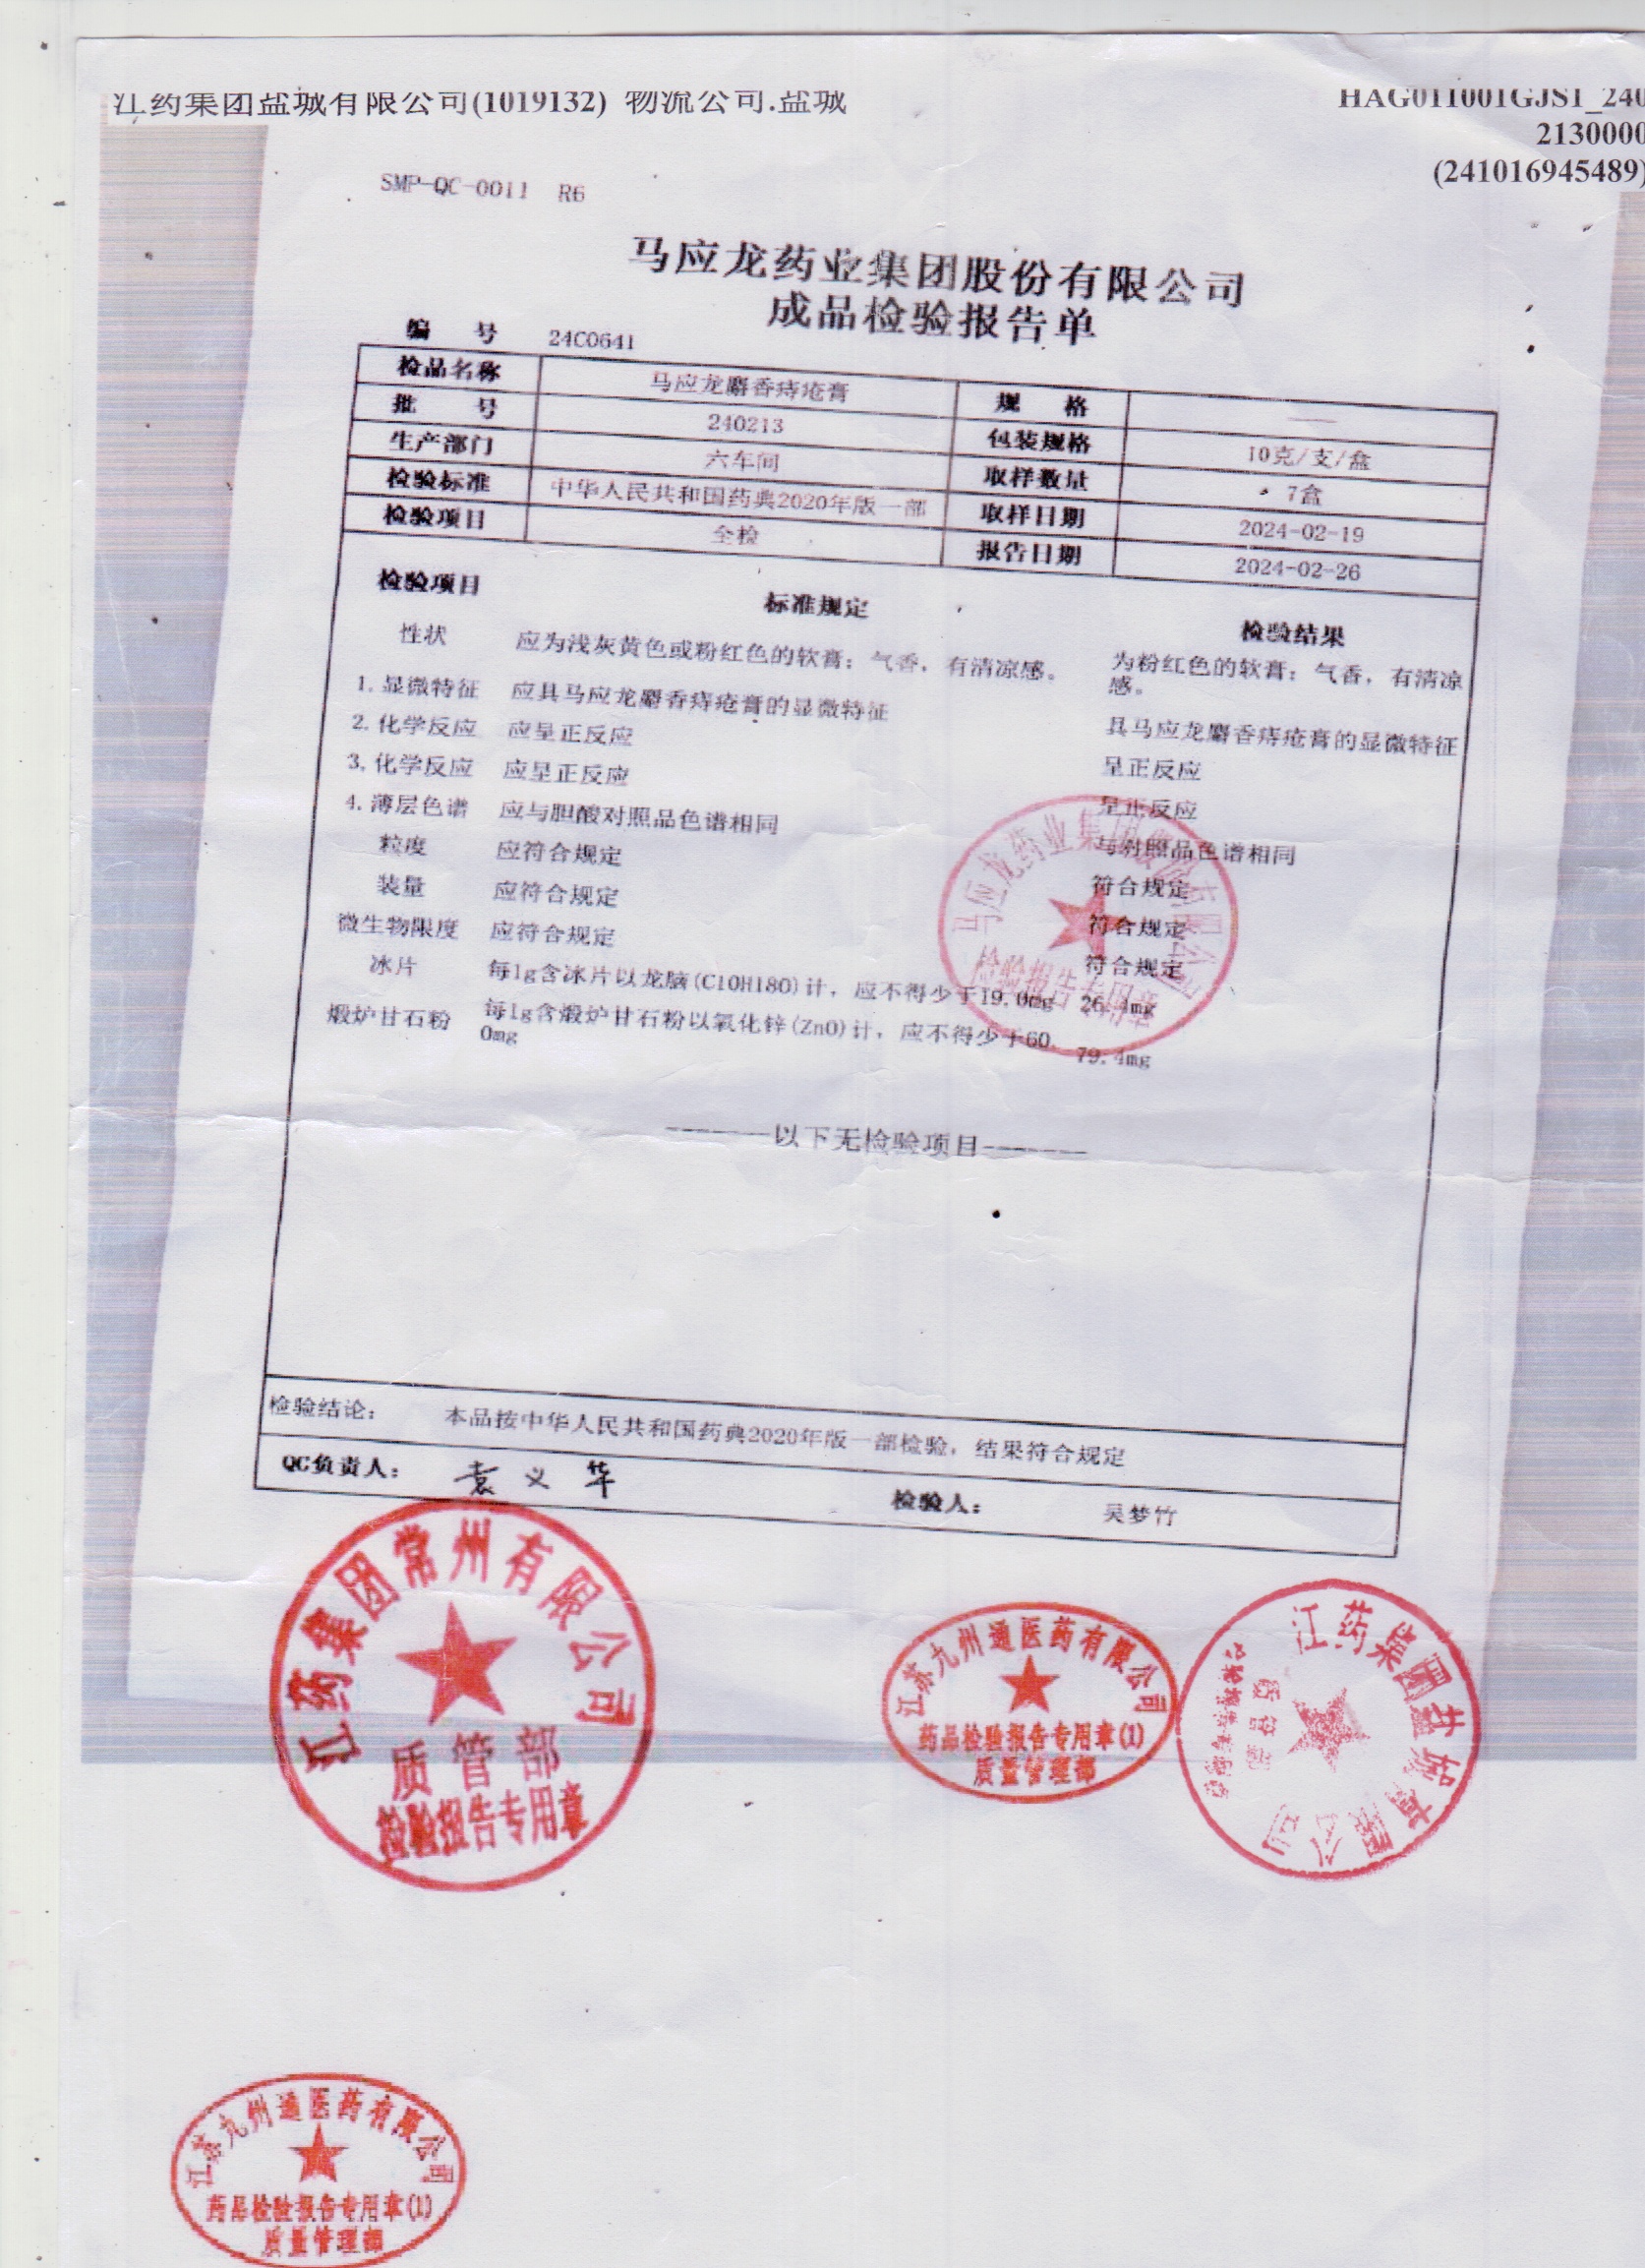 江药集团盐城有限公司(1019132) 物流公司.盐城
HAG011001GJS1_240
2130000
(241016945489)
SMP-QC-0011 R6
马应龙药业集团股份有限公司
成品检验报告单
编 号 24C0641
检品名称 马应龙麝香痔疮膏 规 格 ——
批 号 240213 包装规格 10克/支/盒
生产部门 六车间 取样数量 7盒
检验标准 中华人民共和国药典2020年版一部 取样日期 2024-02-19
检验项目 全检 报告日期 2024-02-26
检验项目 标准规定 检验结果
性状 应为浅灰黄色或粉红色的软膏；气香，有清凉感。 为粉红色的软膏；气香，有清凉
感。
1.显微特征 应具马应龙麝香痔疮膏的显微特征 具马应龙麝香痔疮膏的显微特征
2.化学反应 应呈正反应 呈正反应
3.化学反应 应呈正反应 呈正反应
4.薄层色谱 应与胆酸对照品色谱相同 与对照品色谱相同
粒度 应符合规定 符合规定
装量 应符合规定 符合规定
微生物限度 应符合规定 符合规定
冰片 每1g含冰片以龙脑(C10H18O)计，应不得少于19.0mg 26.4mg
煅炉甘石粉 每1g含煅炉甘石粉以氧化锌(ZnO)计，应不得少于60. 79.4mg
0mg
-------以下无检验项目-------
马应龙药业集团股份有限公司
检验报告专用章
检验结论： 本品按中华人民共和国药典2020年版一部检验，结果符合规定
QC负责人： 袁义华 检验人： 吴梦竹
江药集团常州有限公司
质管部
检验报告专用章
江苏九州通医药有限公司
药品检验报告专用章(1)
质量管理部
江药集团盐城有限公司
质管部
江苏九州通医药有限公司
药品检验报告专用章(1)
质量管理部